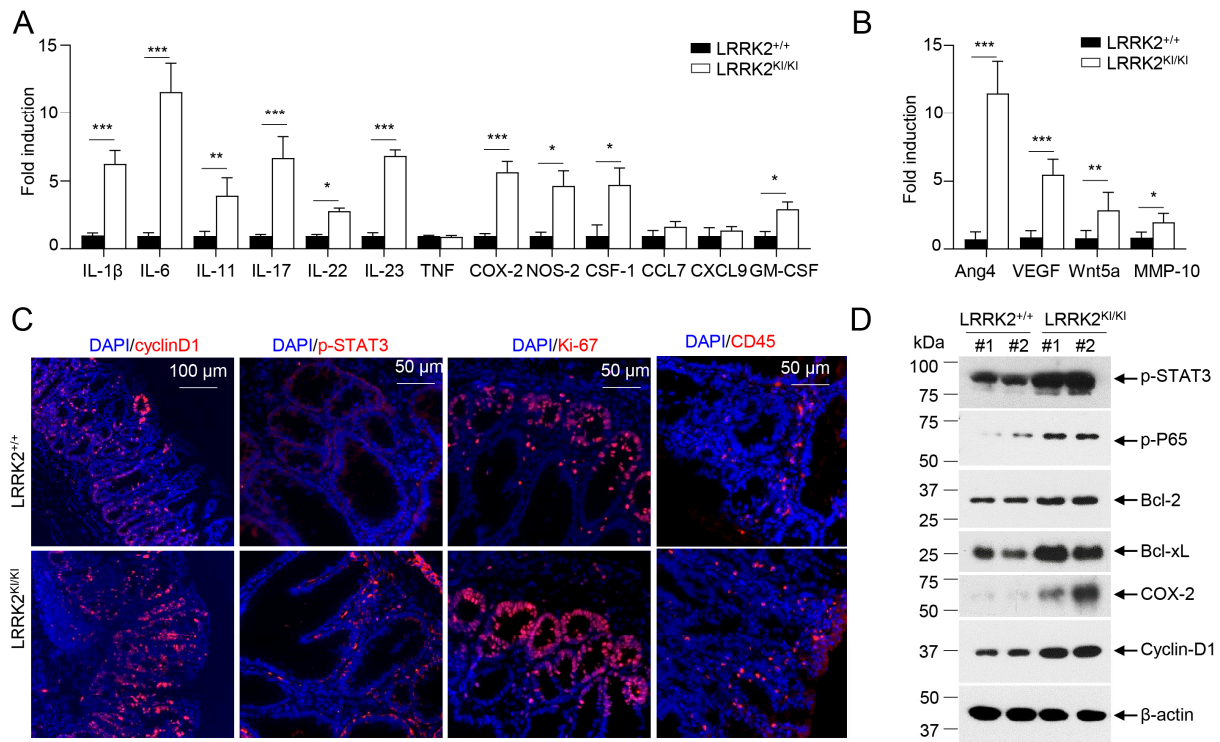 A
Fold induction
15
10
5
0
LRRK2+/+
LRRK2KI/KI
***
***
**
***
*
***
***
*
*
*
IL-1β IL-6 IL-11 IL-17 IL-22 IL-23 TNF COX-2 NOS-2 CSF-1 CCL7 CXCL9 GM-CSF
B
Fold induction
15
10
5
0
LRRK2+/+
LRRK2KI/KI
***
***
**
*
Ang4 VEGF Wnt5a MMP-10
C
DAPI/cyclinD1 DAPI/p-STAT3 DAPI/Ki-67 DAPI/CD45
100 µm 50 µm 50 µm 50 µm
LRRK2+/+
LRRK2KI/KI
D
LRRK2+/+ LRRK2KI/KI
kDa #1 #2 #1 #2
100
75
p-STAT3
75
50
p-P65
37
25
Bcl-2
25
Bcl-xL
75
50
COX-2
37
Cyclin-D1
50
37
β-actin